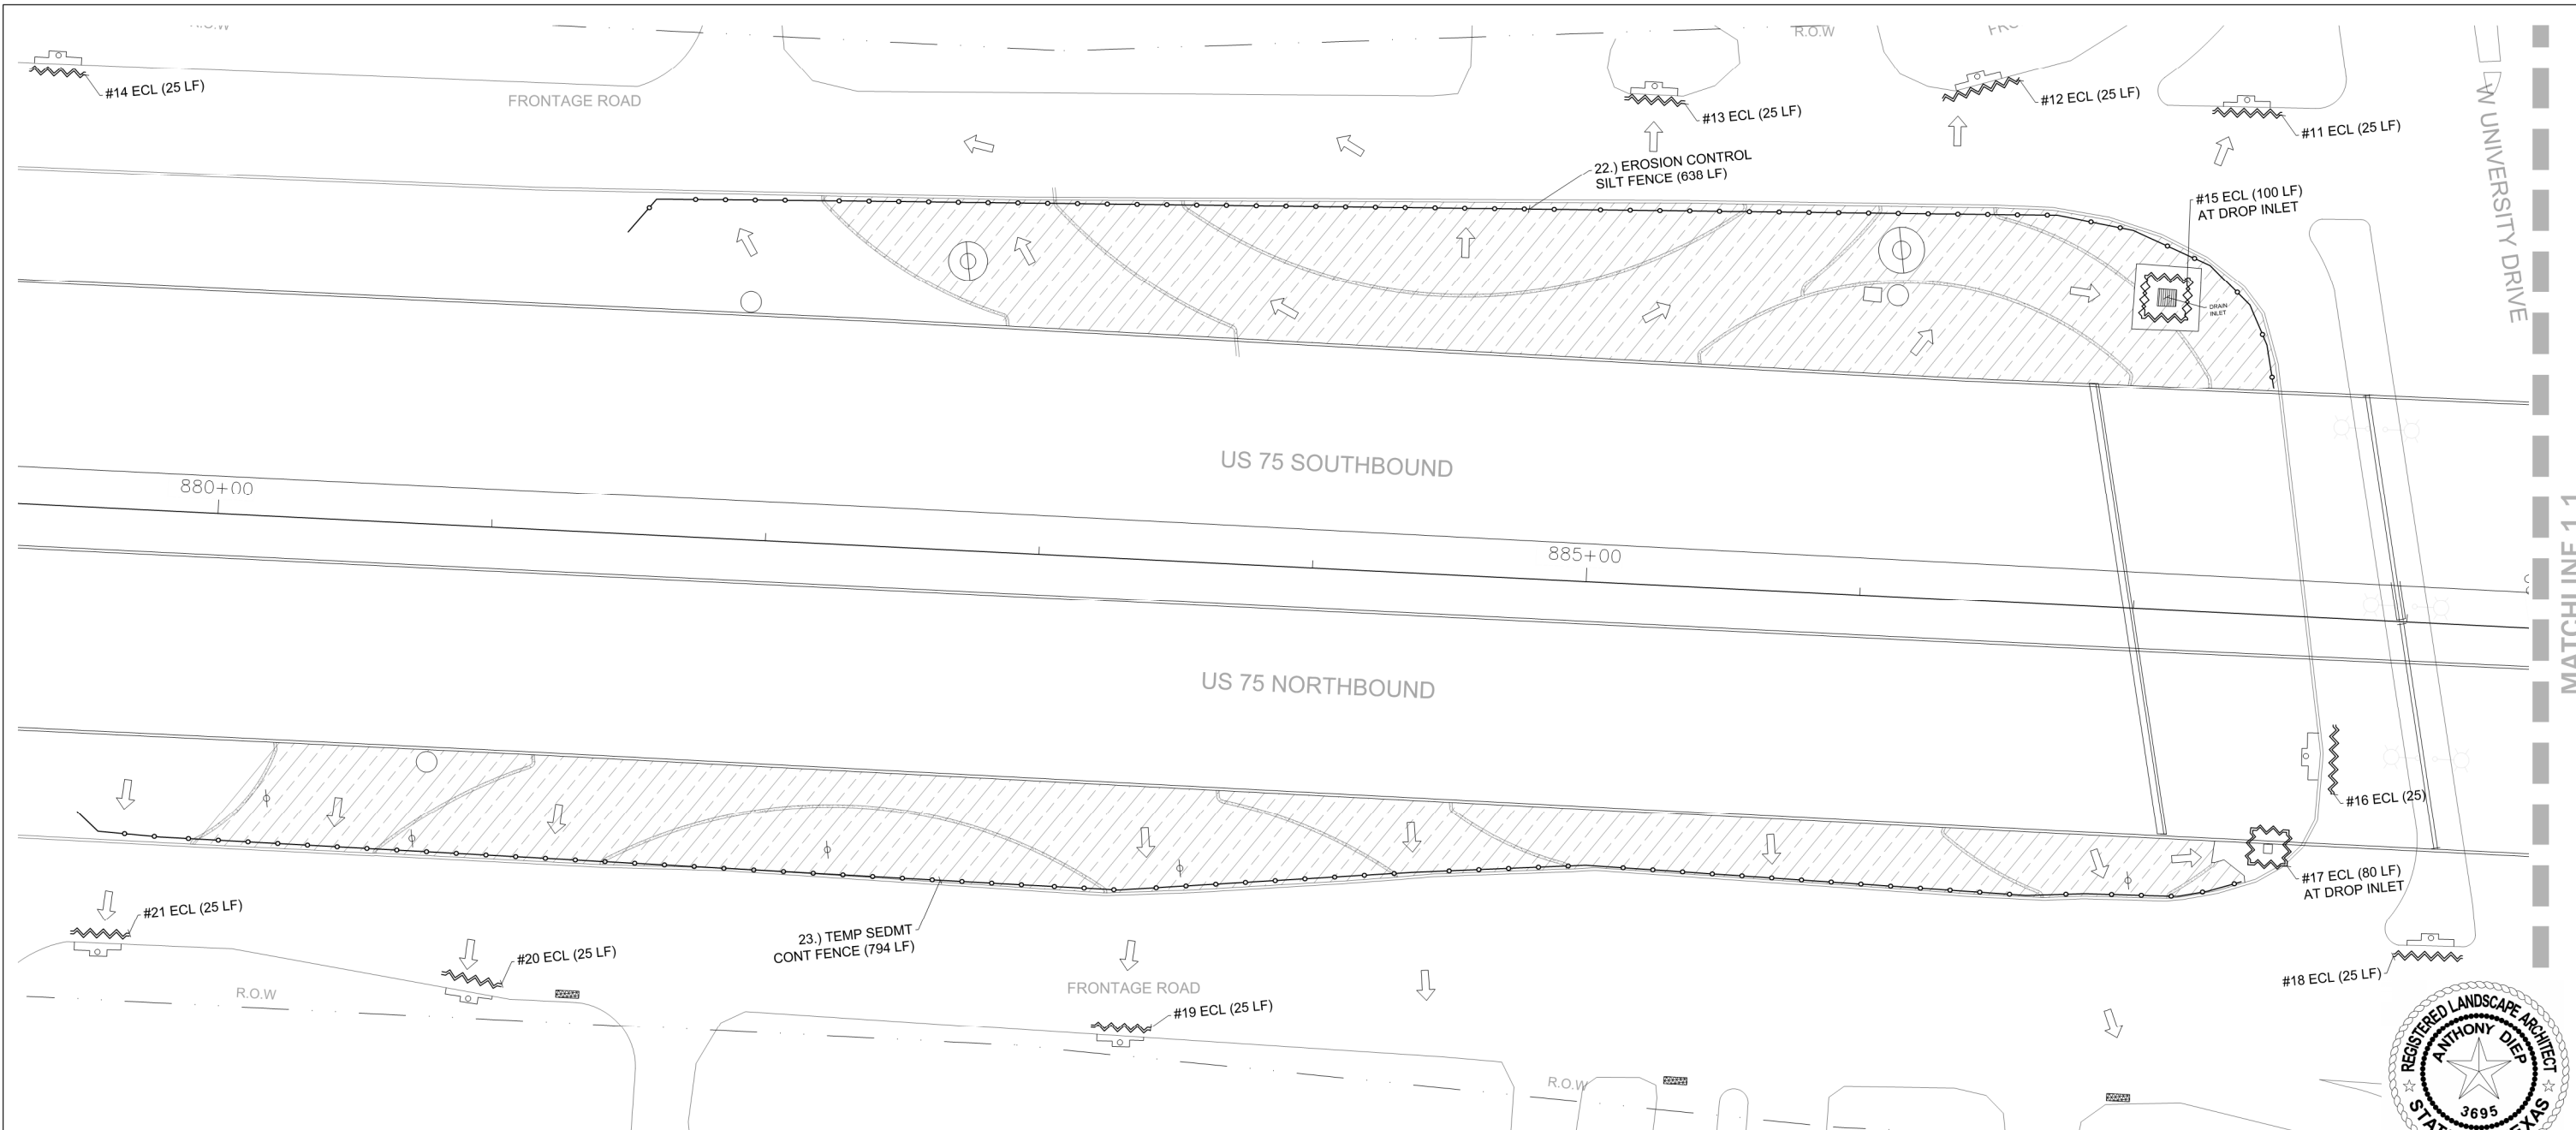 R.O.W
R.O.W
#14 ECL (25 LF)
FRONTAGE ROAD
#13 ECL (25 LF)
#12 ECL (25 LF)
#11 ECL (25 LF)
W UNIVERSITY DRIVE
22.) EROSION CONTROL
SILT FENCE (638 LF)
#15 ECL (100 LF)
AT DROP INLET
DRAIN
INLET
US 75 SOUTHBOUND
880+00
885+00
MATCHLINE 1.1
US 75 NORTHBOUND
#16 ECL (25)
#17 ECL (80 LF)
AT DROP INLET
#21 ECL (25 LF)
#20 ECL (25 LF)
23.) TEMP SEDMT
CONT FENCE (794 LF)
R.O.W
FRONTAGE ROAD
#19 ECL (25 LF)
#18 ECL (25 LF)
R.O.W
REGISTERED LANDSCAPE ARCHITECT
ANTHONY DIEP
3695